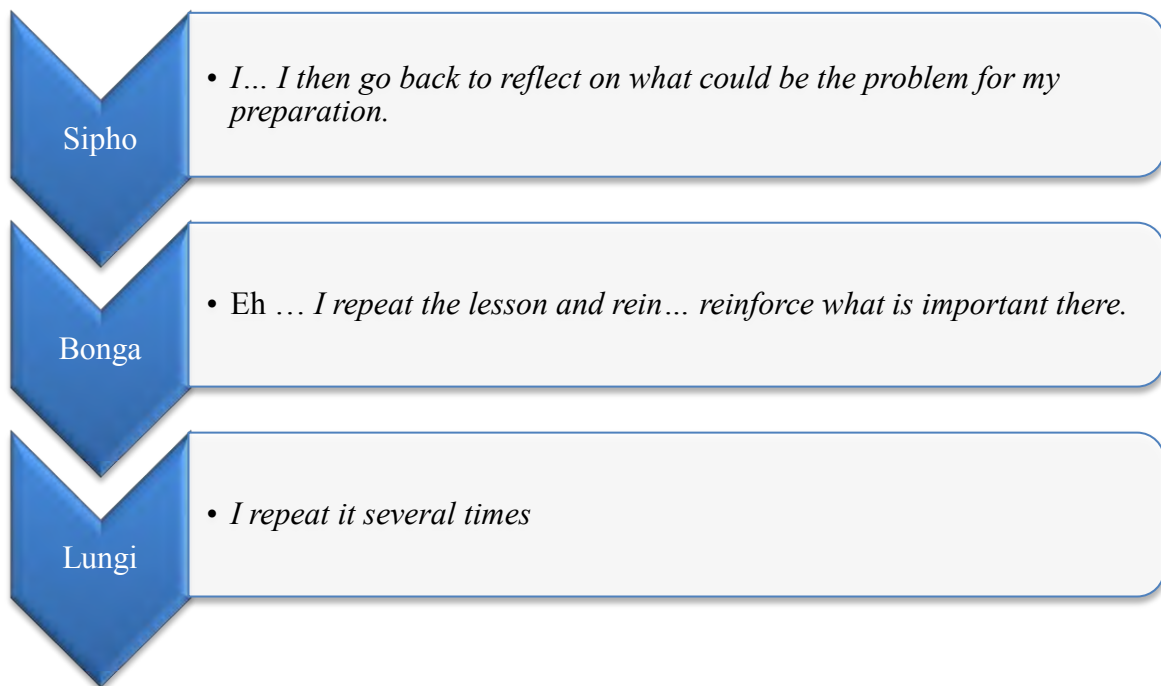 Sipho
• I… I then go back to reflect on what could be the problem for my
preparation.
Bonga
• Eh … I repeat the lesson and rein… reinforce what is important there.
Lungi
• I repeat it several times